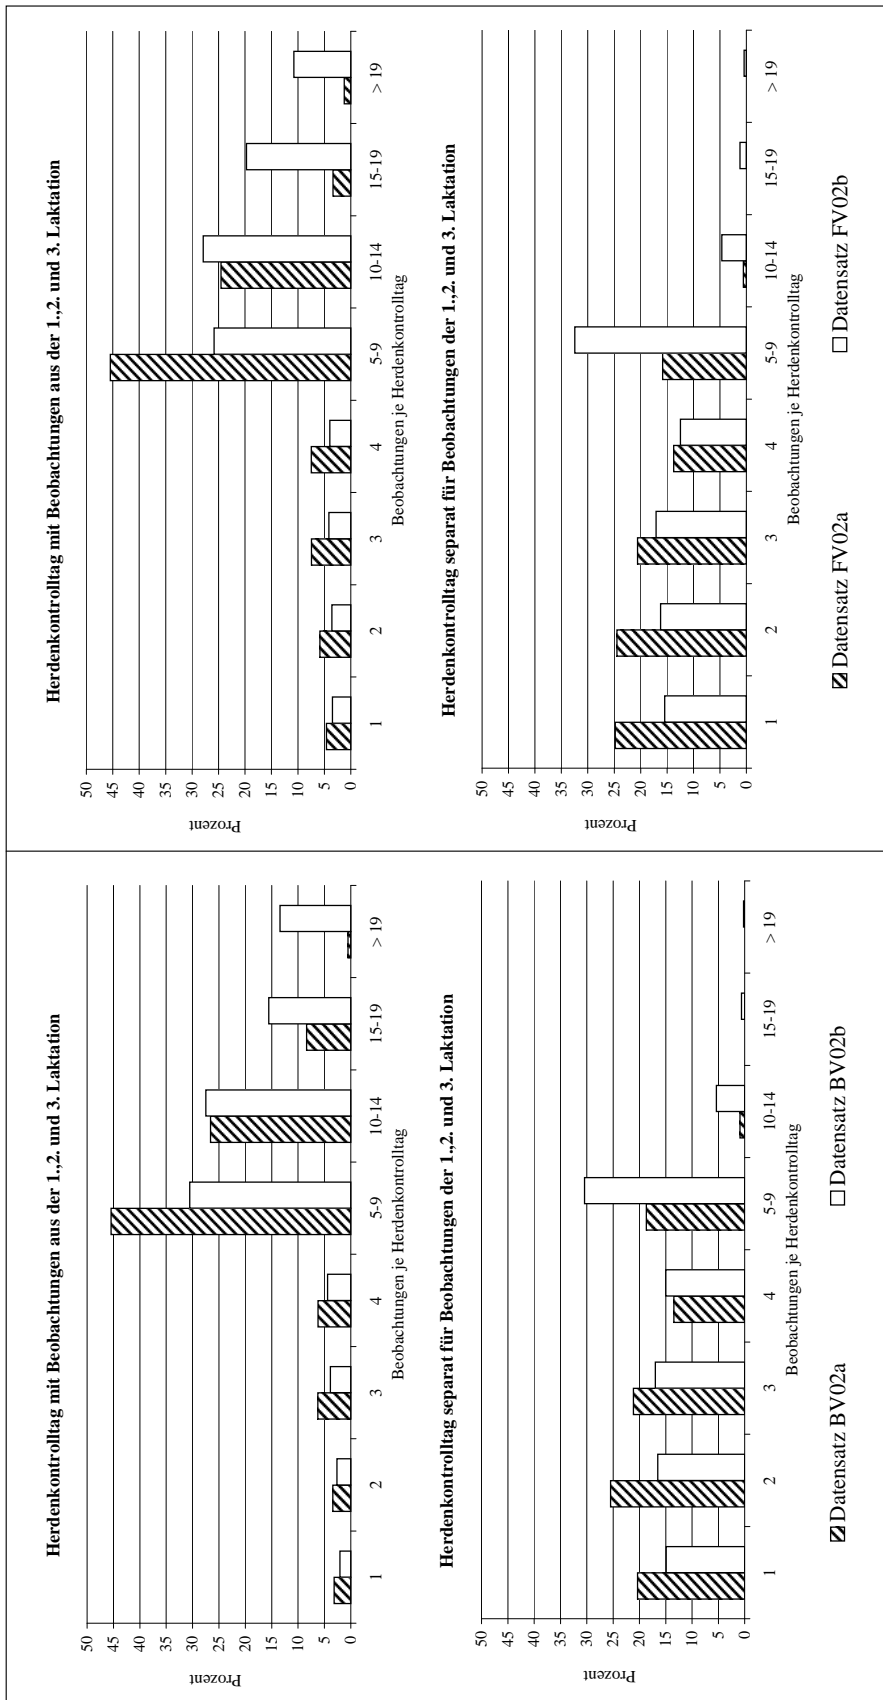 Herdenkontrolltag mit Beobachtungen aus der 1.,2. und 3. Laktation
50
45
40
35
30
25
20
15
10
5
0
Prozent
1 2 3 4 5-9 10-14 15-19 > 19
Beobachtungen je Herdenkontrolltag
Herdenkontrolltag separat für Beobachtungen der 1.,2. und 3. Laktation
50
45
40
35
30
25
20
15
10
5
0
Prozent
1 2 3 4 5-9 10-14 15-19 > 19
Beobachtungen je Herdenkontrolltag
Datensatz BV02a Datensatz BV02b
Herdenkontrolltag mit Beobachtungen aus der 1.,2. und 3. Laktation
50
45
40
35
30
25
20
15
10
5
0
Prozent
1 2 3 4 5-9 10-14 15-19 > 19
Beobachtungen je Herdenkontrolltag
Herdenkontrolltag separat für Beobachtungen der 1.,2. und 3. Laktation
50
45
40
35
30
25
20
15
10
5
0
Prozent
1 2 3 4 5-9 10-14 15-19 > 19
Beobachtungen je Herdenkontrolltag
Datensatz FV02a Datensatz FV02b